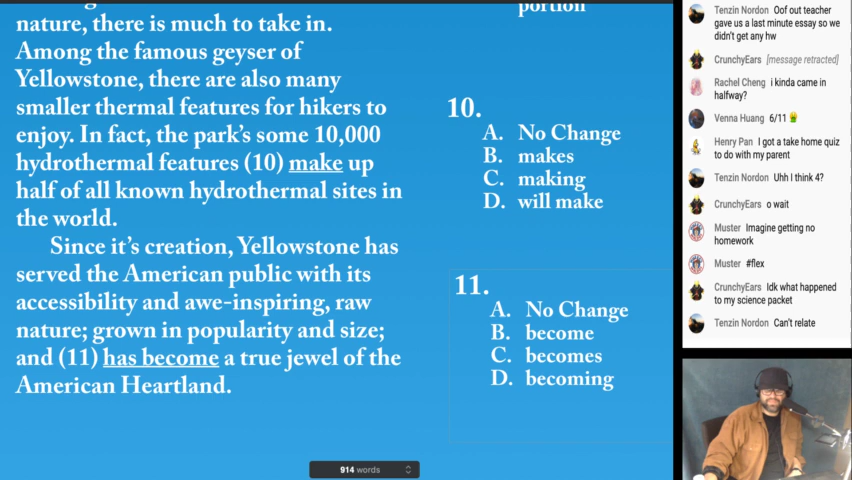 nature, there is much to take in.
Among the famous geyser of
Yellowstone, there are also many
smaller thermal features for hikers to
enjoy. In fact, the park's some 10,000
hydrothermal features (10) make up
half of all known hydrothermal sites in
the world.
Since it's creation, Yellowstone has
served the American public with its
accessibility and awe-inspiring, raw
nature; grown in popularity and size;
and (11) has become a true jewel of the
American Heartland.
portion
10.
A. No Change
B. makes
C. making
D. will make
11.
A. No Change
B. become
C. becomes
D. becoming
914 words
Tenzin Nordon Oof out teacher
gave us a last minute essay so we
didn't get any hw
CrunchyEars [message retracted]
Rachel Cheng i kinda came in
halfway?
Venna Huang 6/11
Henry Pan I got a take home quiz
to do with my parent
Tenzin Nordon Uhh I think 4?
CrunchyEars o wait
Muster Imagine getting no
homework
Muster #flex
CrunchyEars Idk what happened
to my science packet
Tenzin Nordon Can't relate